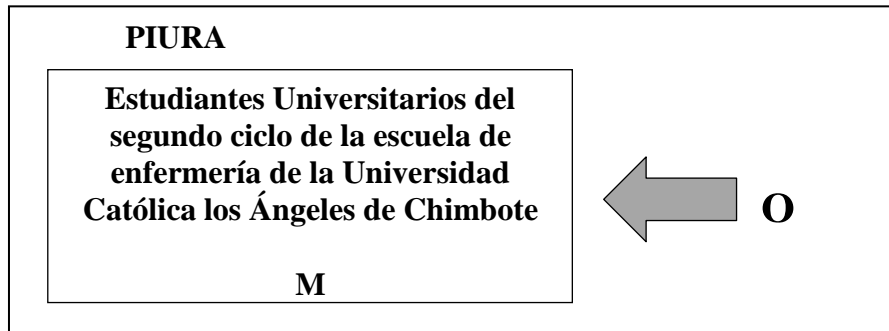 PIURA
Estudiantes Universitarios del
segundo ciclo de la escuela de
enfermería de la Universidad
Católica los Ángeles de Chimbote
O
M